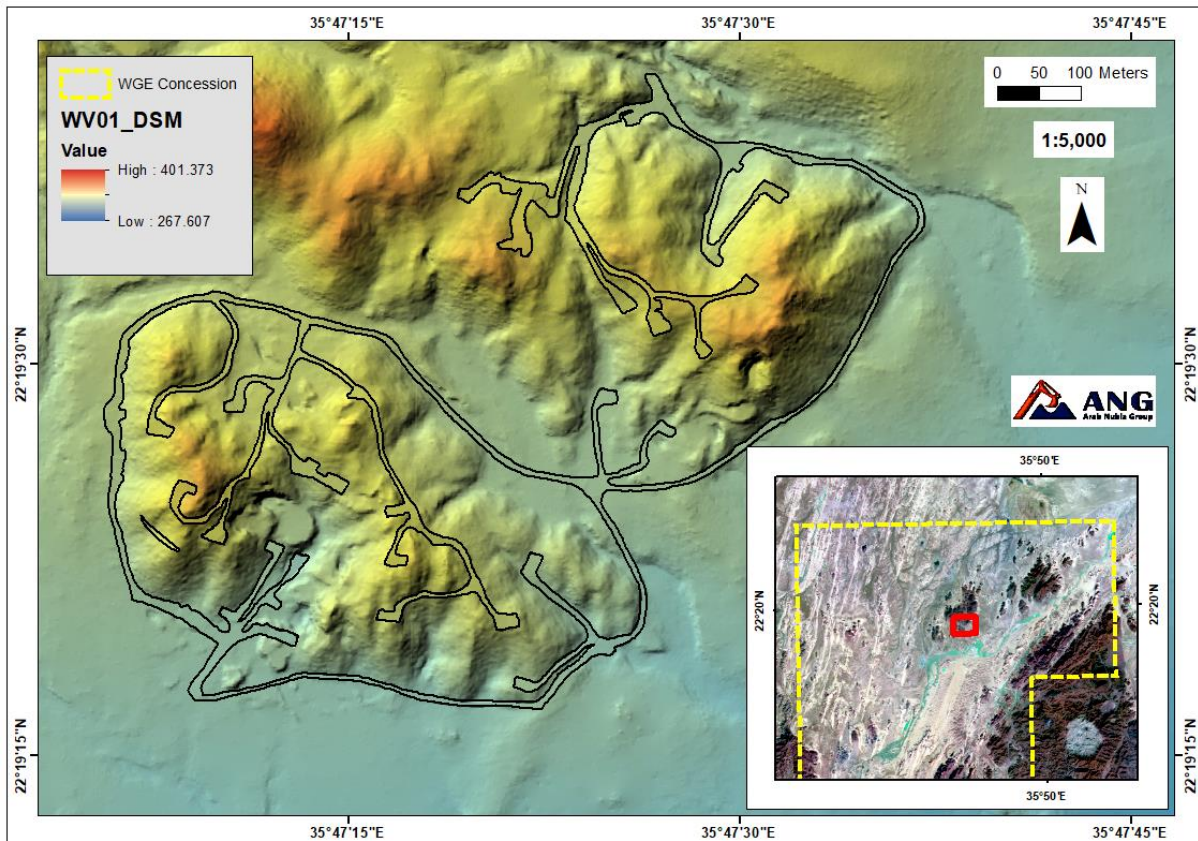 35°47'15"E
35°47'30"E
35°47'45"E
WGE Concession
WV01_DSM
Value
High : 401.373
Low : 267.607
0 50 100 Meters
1:5,000
N
22°19'30"N
22°19'30"N
ANG
Arab Nubia Group
35°50'E
22°20'N
22°20'N
35°50'E
22°19'15"N
22°19'15"N
35°47'15"E
35°47'30"E
35°47'45"E